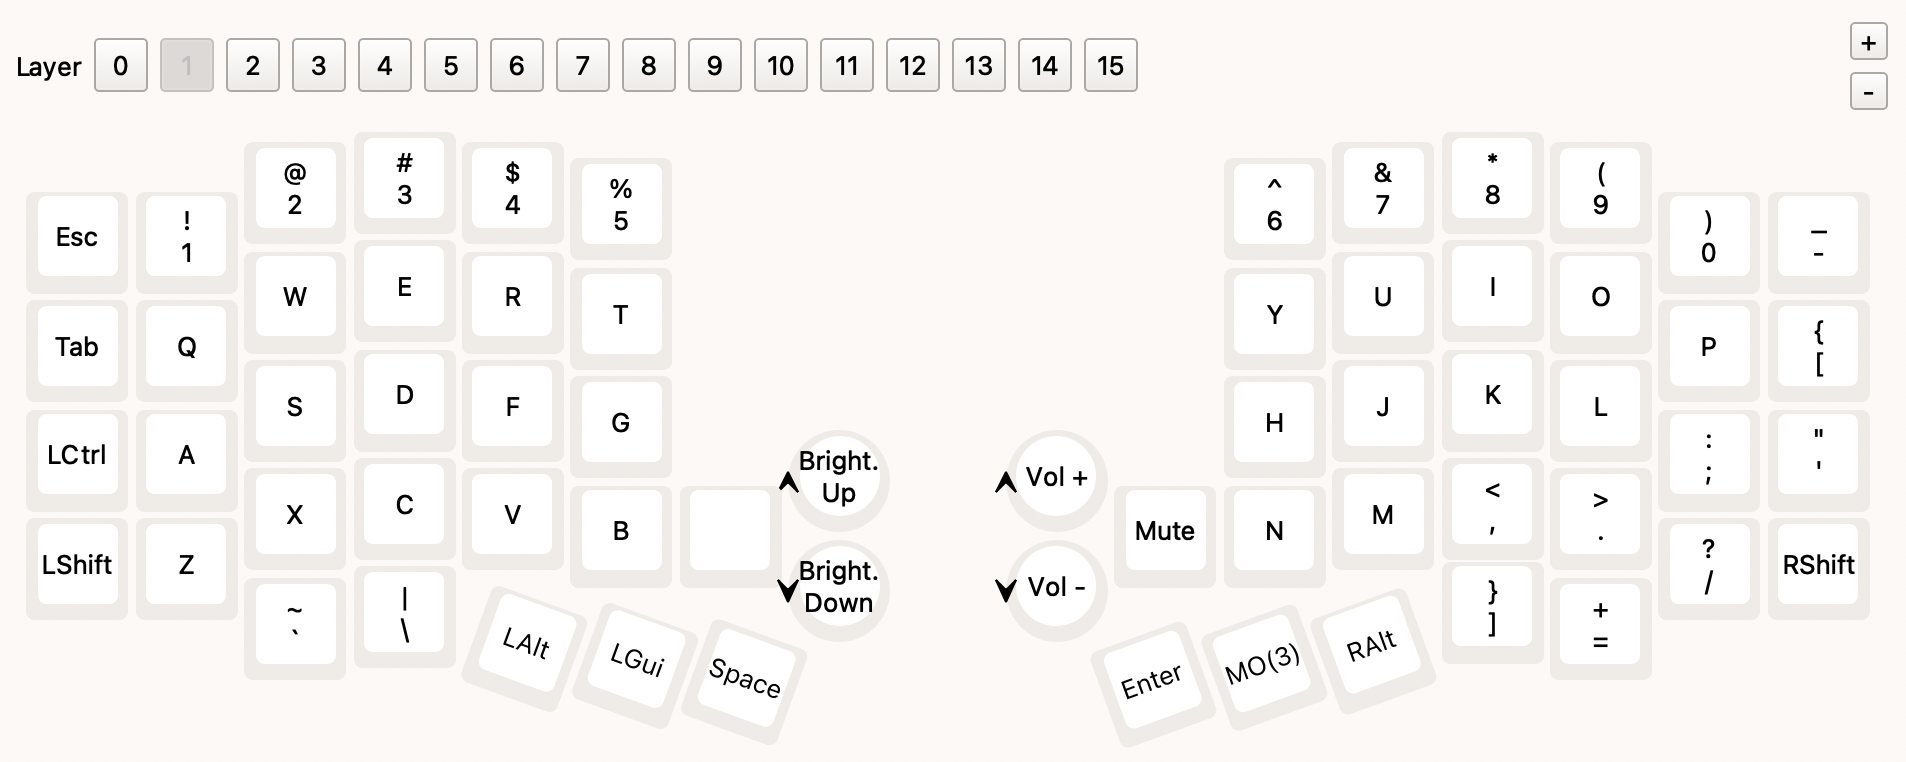 Layer 0 1 2 3 4 5 6 7 8 9 10 11 12 13 14 15
+
-
Esc
!
1
@
2
#
3
$
4
%
5
^
6
&
7
*
8
(
9
)
0
_
-
Tab
Q
W
E
R
T
Y
U
I
O
P
{
[
LCtrl
A
S
D
F
G
Bright.
Up
Vol +
H
J
K
L
:
;
"
'
LShift
Z
X
C
V
B
Bright.
Down
Vol -
Mute
N
M
<
,
>
.
?
/
RShift
~
`
|
\
LAlt
LGui
Space
Enter
MO(3)
RAlt
}
]
+
=